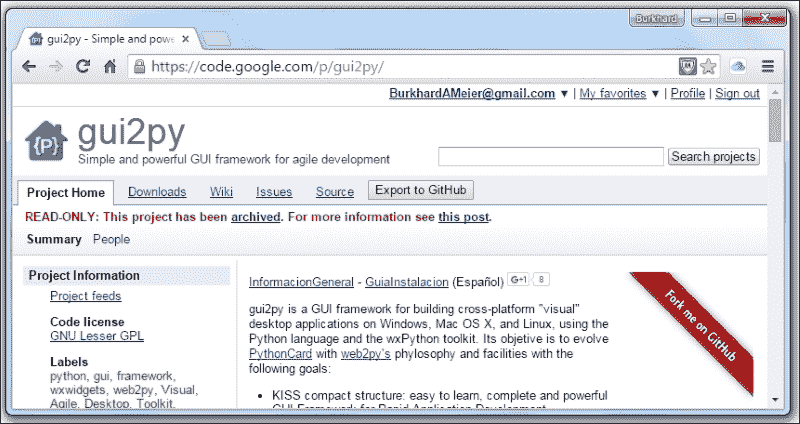 Burkhard
gui2py - Simple and powe
https://code.google.com/p/gui2py/
BurkhardAMeier@gmail.com ▼ | My favorites ▼ | Profile | Sign out
{P}
gui2py
Simple and powerful GUI framework for agile development
Search projects
Project Home Downloads Wiki Issues Source Export to GitHub
READ-ONLY: This project has been archived. For more information see this post.
Summary People
Project Information
Project feeds
Code license
GNU Lesser GPL
Labels
python, gui, framework,
wxwidgets, web2py, Visual,
Agile, Desktop, Toolkit,
InformacionGeneral - GuiaInstalacion (Español) G+1 8
Fork me on GitHub
gui2py is a GUI framework for building cross-platform "visual"
desktop applications on Windows, Mac OS X, and Linux, using the
Python language and the wxPython toolkit. Its objetive is to evolve
PythonCard with web2py's phylosophy and facilities with the
following goals:
• KISS compact structure: easy to learn, complete and powerful
GUI Framework for Rapid Application Development